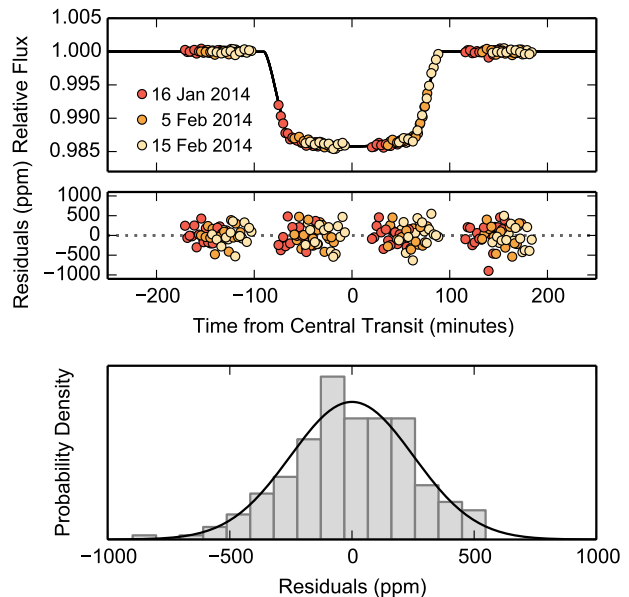 Relative Flux
1.000
0.995
0.990
0.985
16 Jan 2014
5 Feb 2014
15 Feb 2014
Residuals (ppm)
1000
500
0
−500
−1000
−200 −100 0 100 200
Time from Central Transit (minutes)
Probability Density
−1000 −500 0 500 1000
Residuals (ppm)